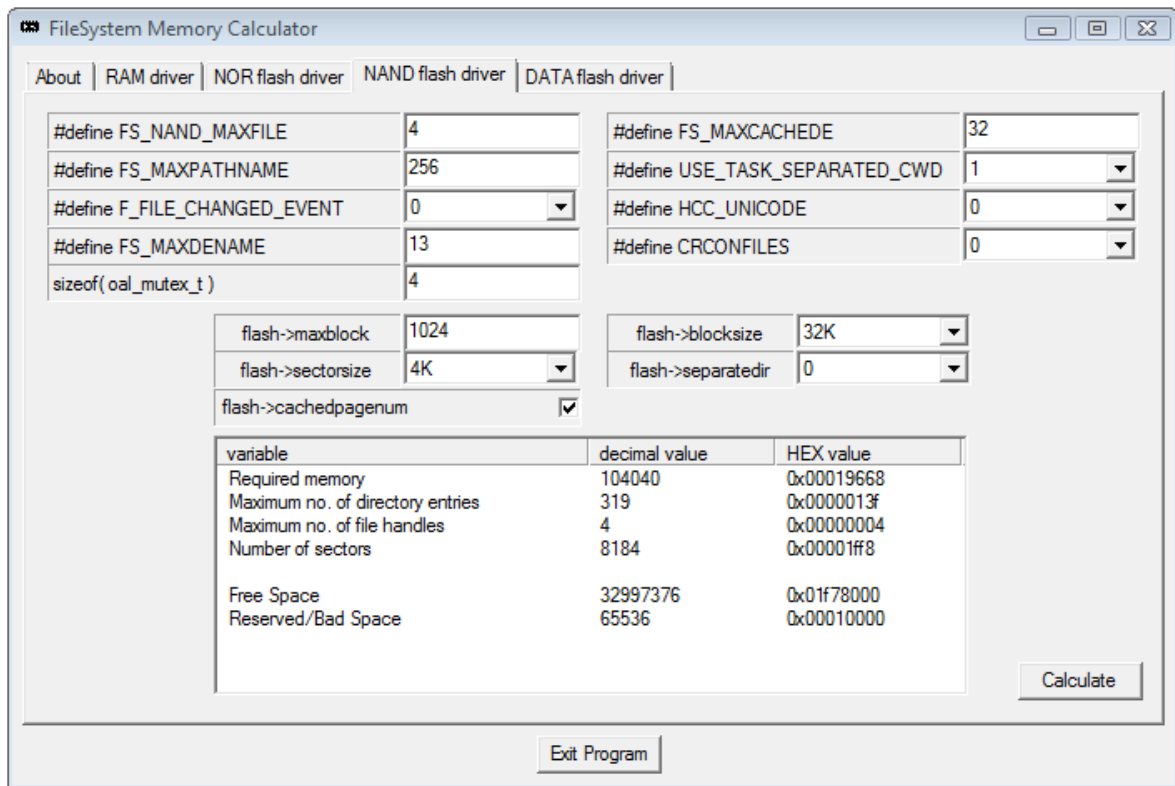 FileSystem Memory Calculator
About RAM driver NOR flash driver NAND flash driver DATA flash driver
#define FS_NAND_MAXFILE 4 #define FS_MAXCACHEDE 32
#define FS_MAXPATHNAME 256 #define USE_TASK_SEPARATED_CWD 1
#define F_FILE_CHANGED_EVENT 0 #define HCC_UNICODE 0
#define FS_MAXDENAME 13 #define CRCONFILES 0
sizeof( oal_mutex_t ) 4
flash->maxblock 1024 flash->blocksize 32K
flash->sectorsize 4K flash->separatedir 0
flash->cachedpagenum
variable decimal value HEX value
Required memory 104040 0x00019668
Maximum no. of directory entries 319 0x0000013f
Maximum no. of file handles 4 0x00000004
Number of sectors 8184 0x00001ff8
Free Space 32997376 0x01f78000
Reserved/Bad Space 65536 0x00010000
Calculate
Exit Program